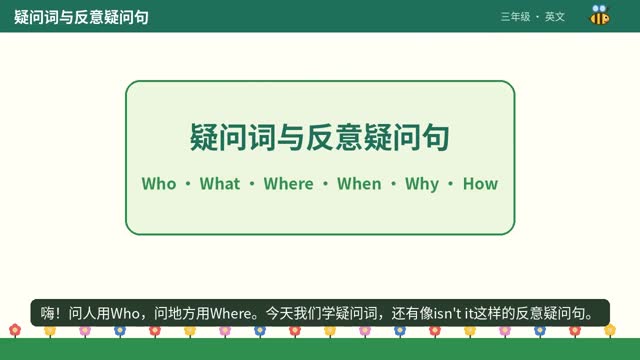 疑问词与反意疑问句
三年级 · 英文
疑问词与反意疑问句
Who · What · Where · When · Why · How
嗨！问人用Who，问地方用Where。今天我们学疑问词，还有像isn't it这样的反意疑问句。